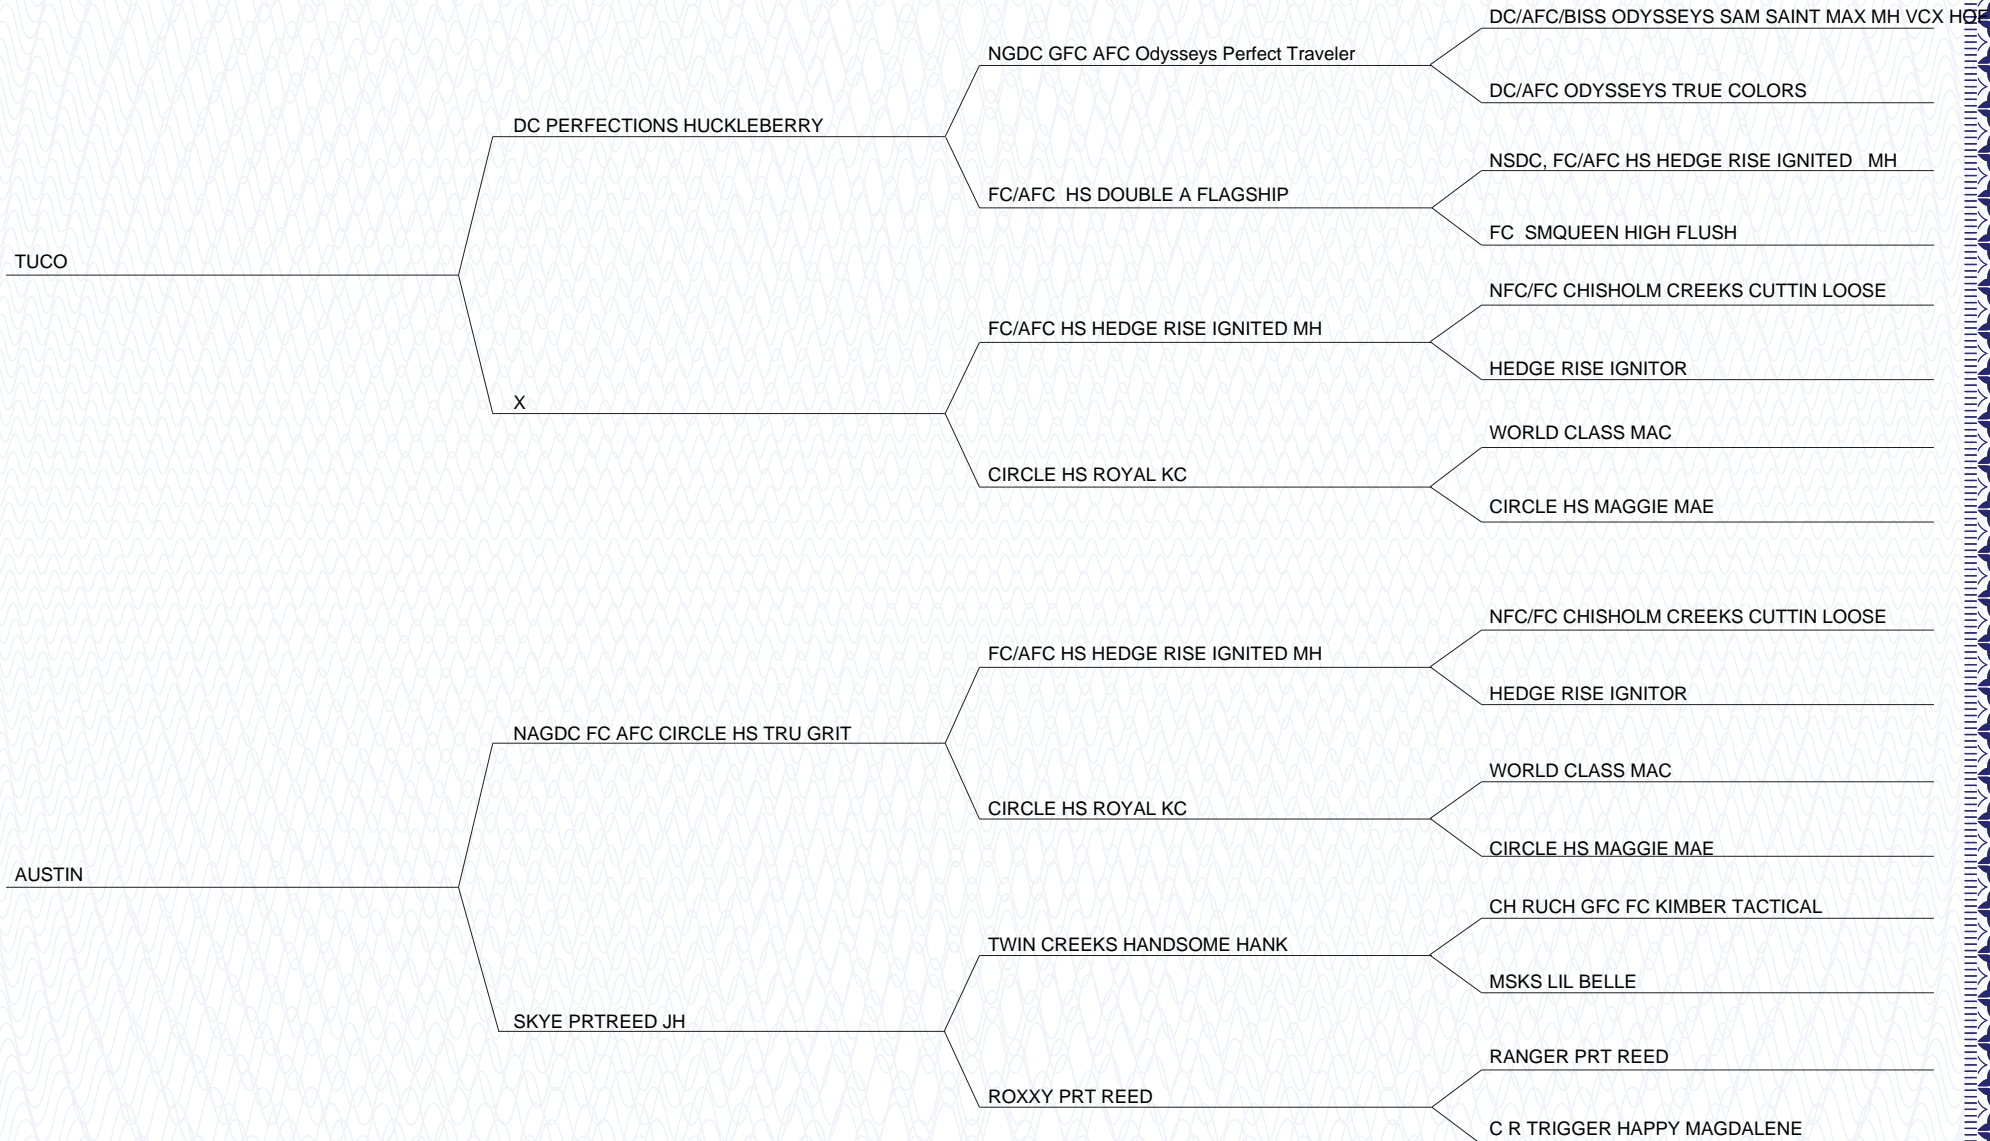 DC/AFC/BISS ODYSSEYS SAM SAINT MAX MH VCX HOF
NGDC GFC AFC Odysseys Perfect Traveler
DC/AFC ODYSSEYS TRUE COLORS
DC PERFECTIONS HUCKLEBERRY
NSDC, FC/AFC HS HEDGE RISE IGNITED   MH
FC/AFC  HS DOUBLE A FLAGSHIP
FC  SMQUEEN HIGH FLUSH
TUCO
NFC/FC CHISHOLM CREEKS CUTTIN LOOSE
FC/AFC HS HEDGE RISE IGNITED MH
HEDGE RISE IGNITOR
X
WORLD CLASS MAC
CIRCLE HS ROYAL KC
CIRCLE HS MAGGIE MAE
NFC/FC CHISHOLM CREEKS CUTTIN LOOSE
FC/AFC HS HEDGE RISE IGNITED MH
HEDGE RISE IGNITOR
NAGDC FC AFC CIRCLE HS TRU GRIT
WORLD CLASS MAC
CIRCLE HS ROYAL KC
CIRCLE HS MAGGIE MAE
AUSTIN
CH RUCH GFC FC KIMBER TACTICAL
TWIN CREEKS HANDSOME HANK
MSKS LIL BELLE
SKYE PRTREED JH
RANGER PRT REED
ROXXY PRT REED
C R TRIGGER HAPPY MAGDALENE